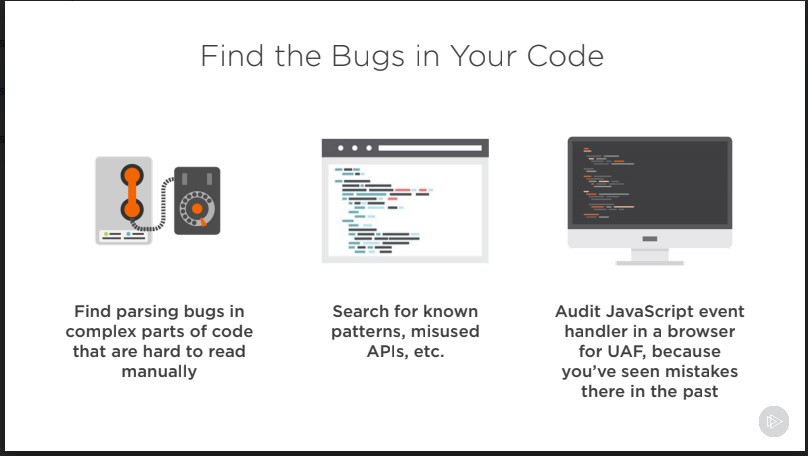 Find the Bugs in Your Code
Find parsing bugs in
complex parts of code
that are hard to read
manually
Search for known
patterns, misused
APIs, etc.
Audit JavaScript event
handler in a browser
for UAF, because
you've seen mistakes
there in the past